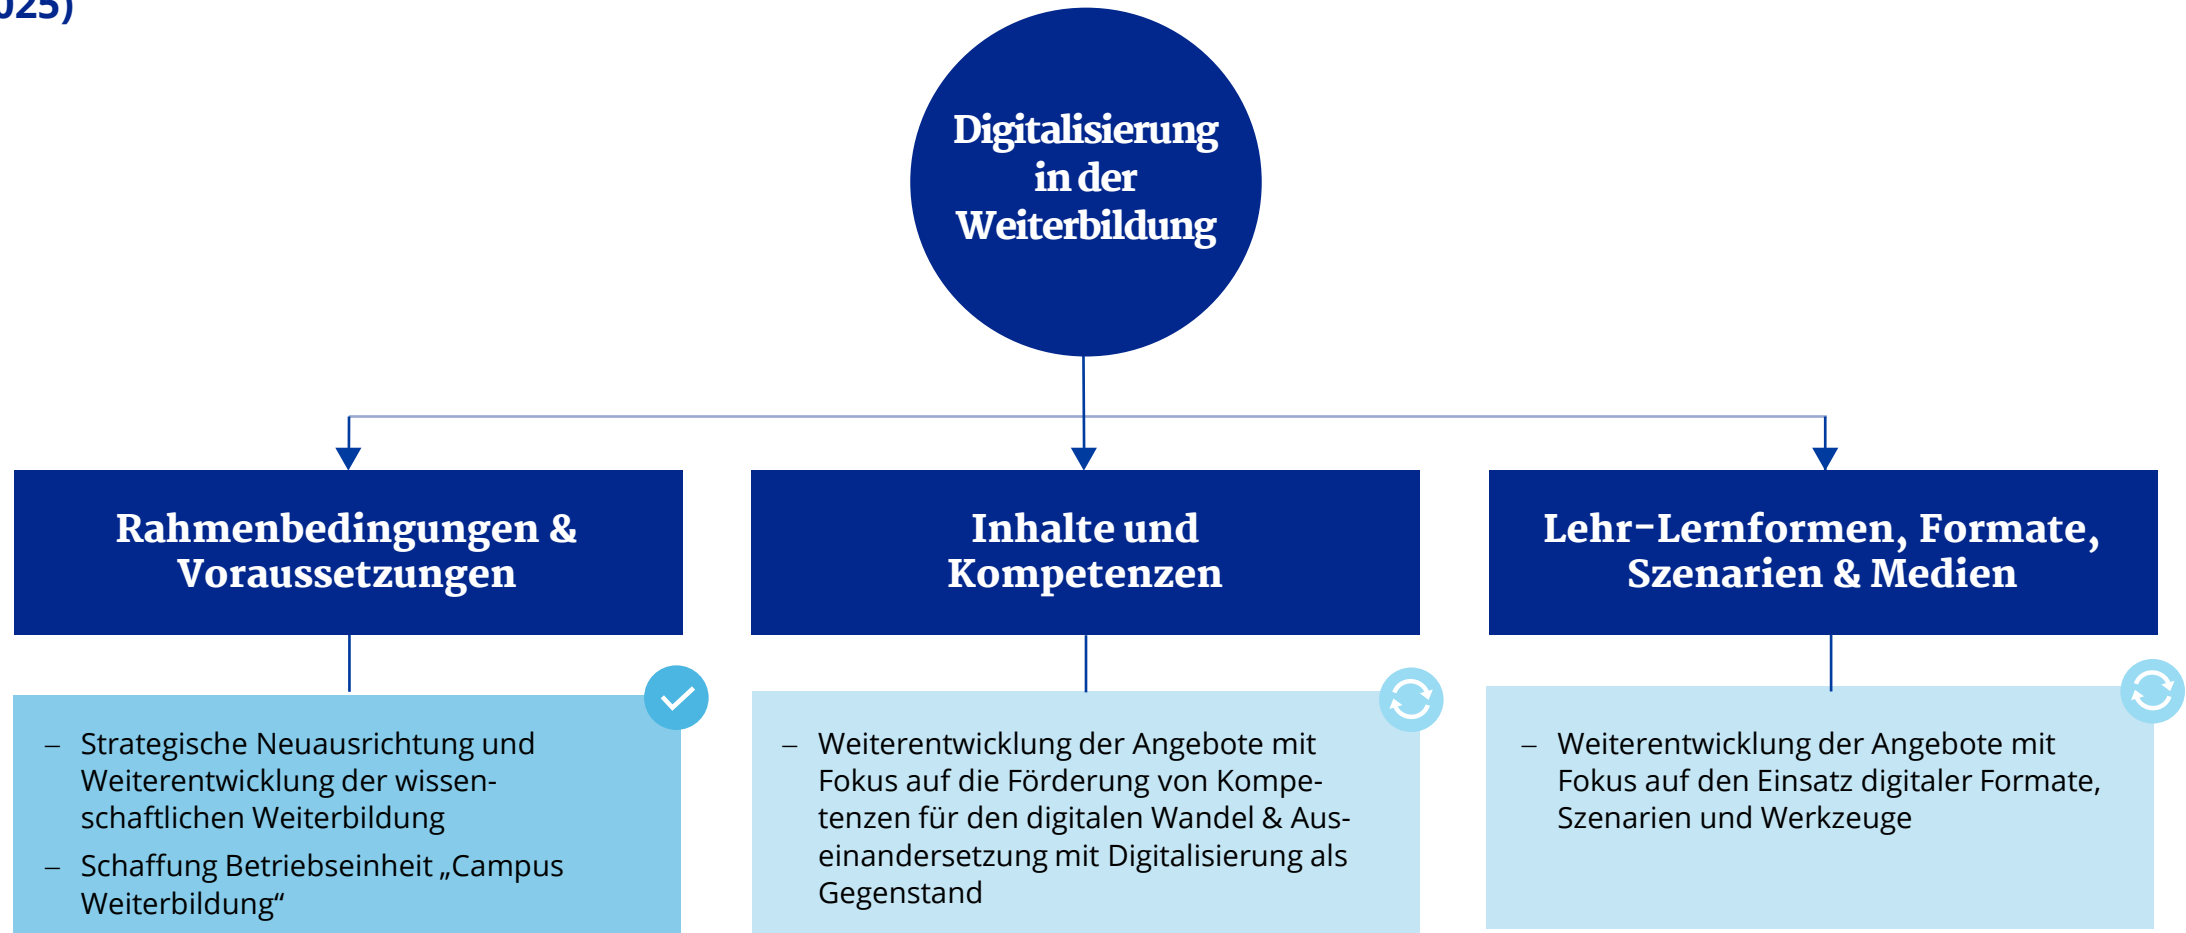 025)
Digitalisierung
in der
Weiterbildung
Rahmenbedingungen &
Voraussetzungen
Inhalte und
Kompetenzen
Lehr-Lernformen, Formate,
Szenarien & Medien
– Strategische Neuausrichtung und
Weiterentwicklung der wissen-
schaftlichen Weiterbildung
– Schaffung Betriebseinheit „Campus
Weiterbildung“
– Weiterentwicklung der Angebote mit
Fokus auf die Förderung von Kompe-
tenzen für den digitalen Wandel & Aus-
einandersetzung mit Digitalisierung als
Gegenstand
– Weiterentwicklung der Angebote mit
Fokus auf den Einsatz digitaler Formate,
Szenarien und Werkzeuge